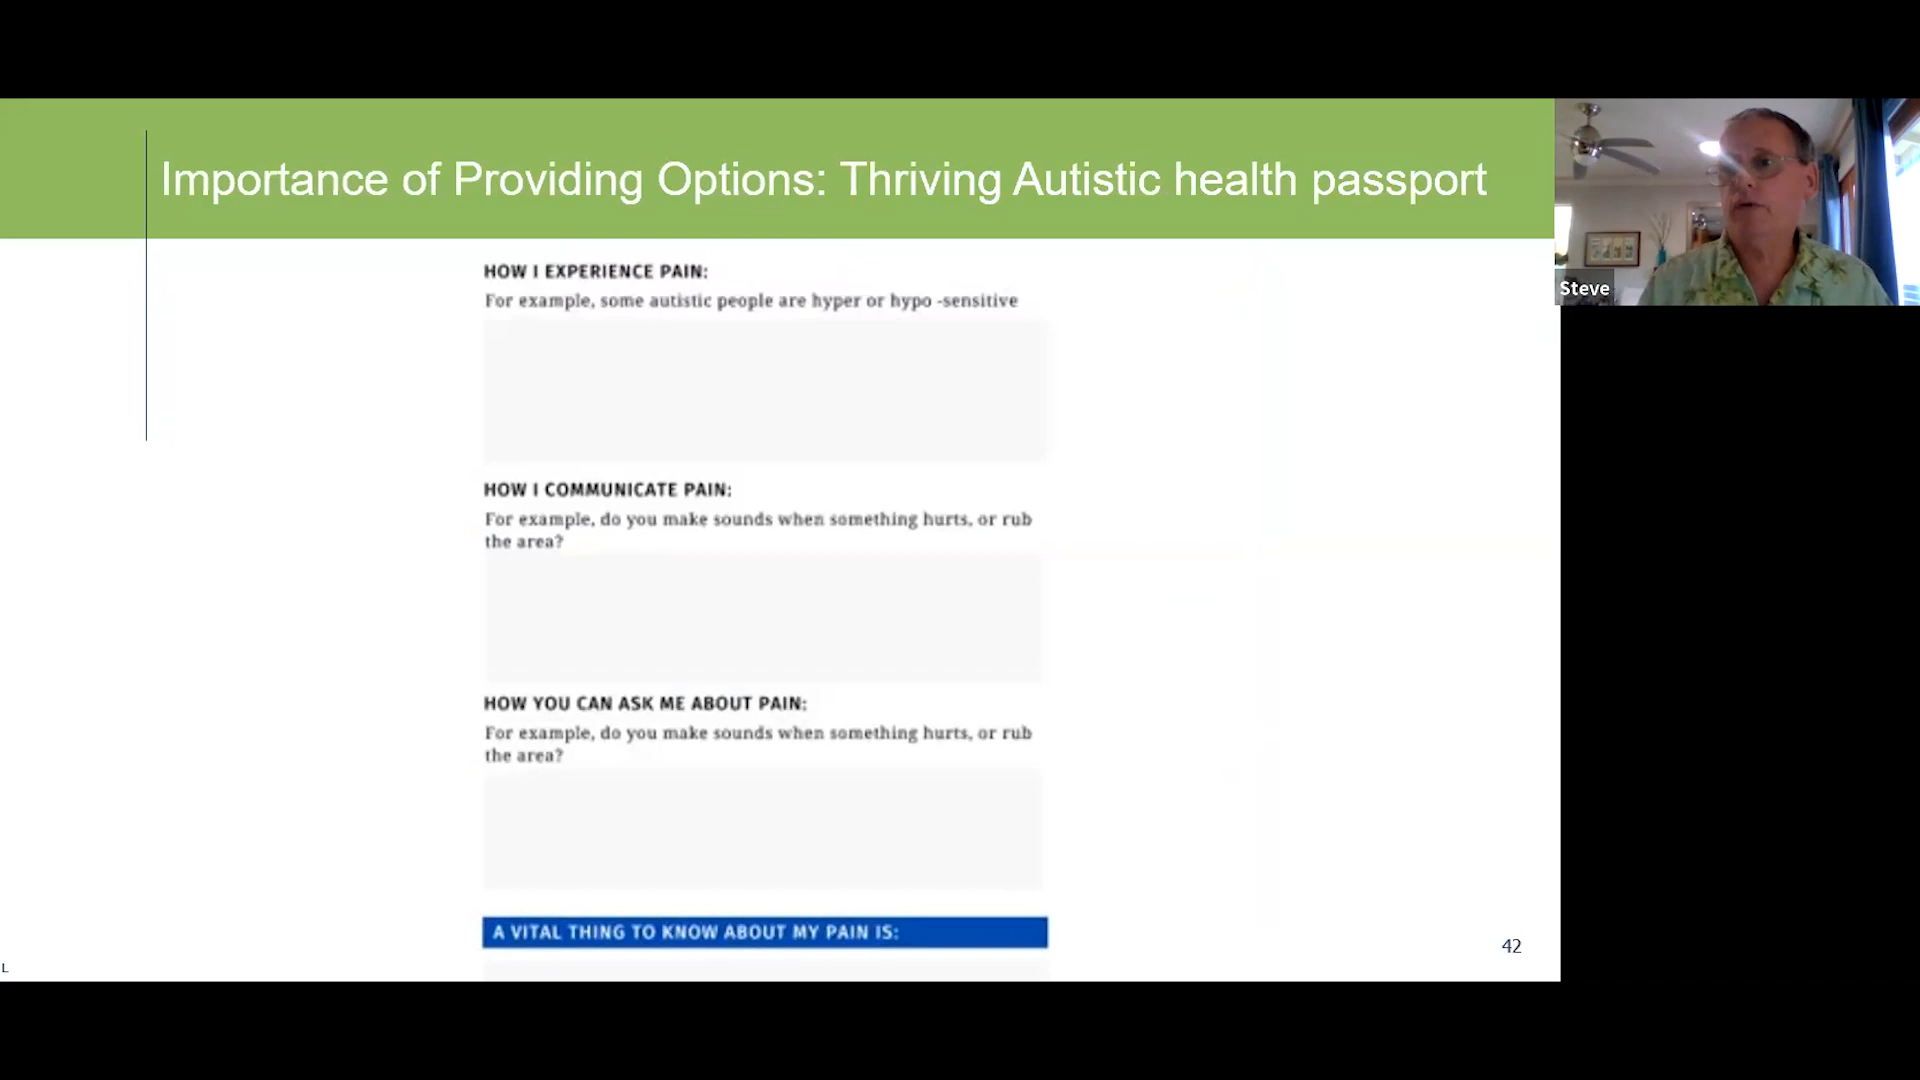 Importance of Providing Options: Thriving Autistic health passport
Steve
HOW I EXPERIENCE PAIN:
For example, some autistic people are hyper or hypo -sensitive
HOW I COMMUNICATE PAIN:
For example, do you make sounds when something hurts, or rub
the area?
HOW YOU CAN ASK ME ABOUT PAIN:
For example, do you make sounds when something hurts, or rub
the area?
A VITAL THING TO KNOW ABOUT MY PAIN IS:
42
L